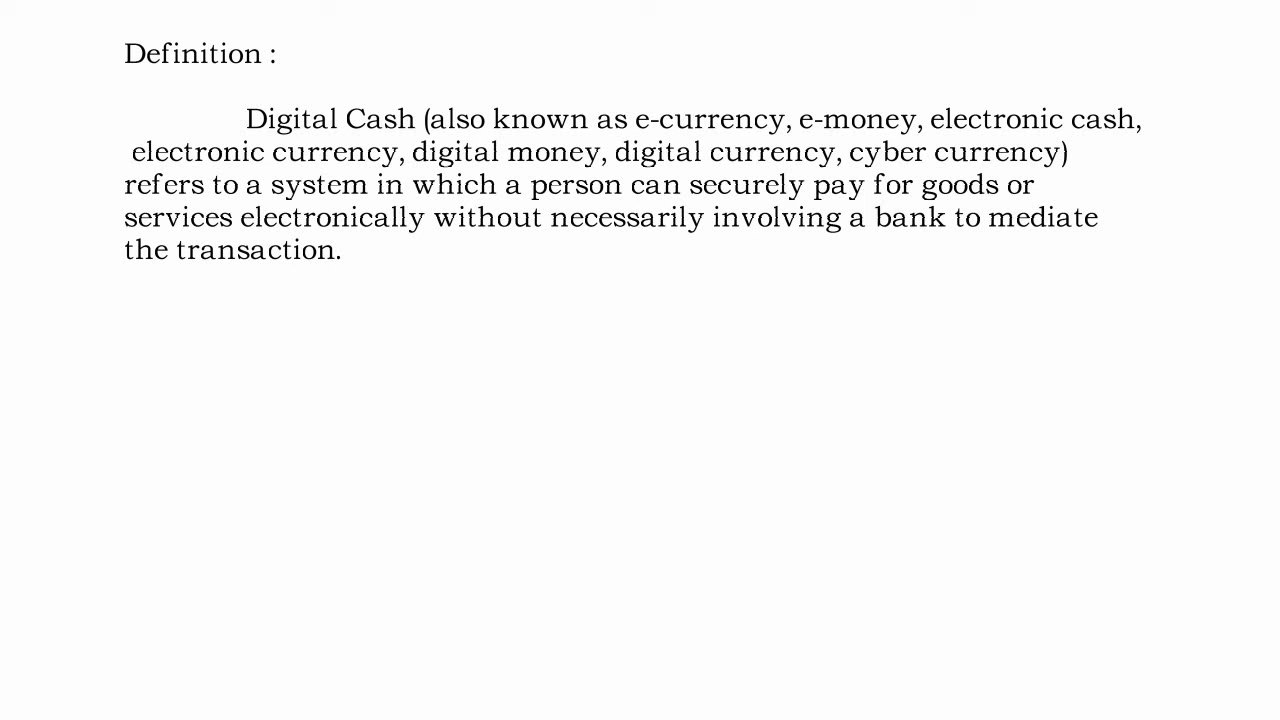 Definition :
Digital Cash (also known as e-currency, e-money, electronic cash,
electronic currency, digital money, digital currency, cyber currency)
refers to a system in which a person can securely pay for goods or
services electronically without necessarily involving a bank to mediate
the transaction.